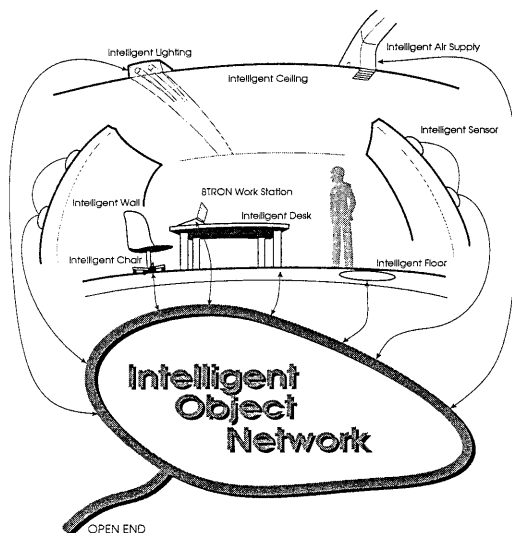 Intelligent Lighting
Intelligent Air Supply
Intelligent Ceiling
Intelligent Sensor
BTRON Work Station
Intelligent Wall
Intelligent Desk
Intelligent Chair
Intelligent Floor
Intelligent
Object
Network
OPEN END